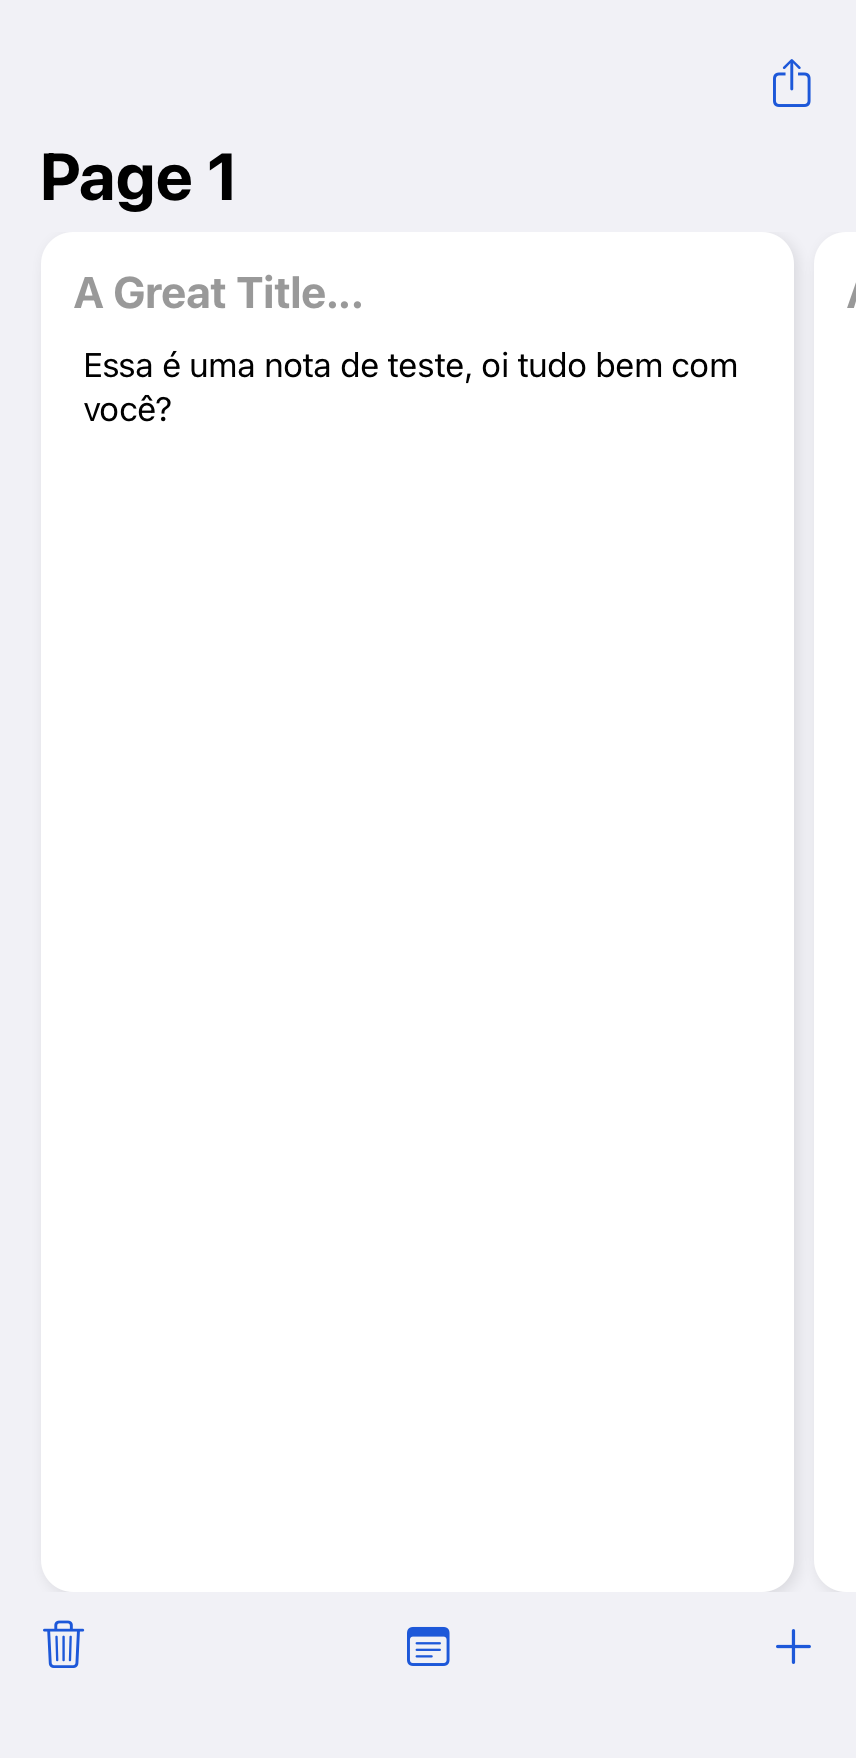 Page 1
A Great Title...
Essa é uma nota de teste, oi tudo bem com
você?